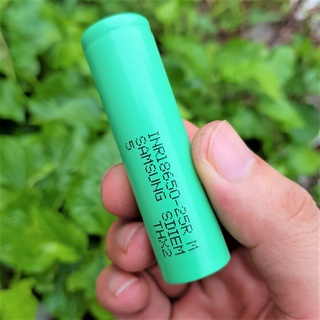 INR18650-25R M
SAMSUNG SDIEM
5 THX2